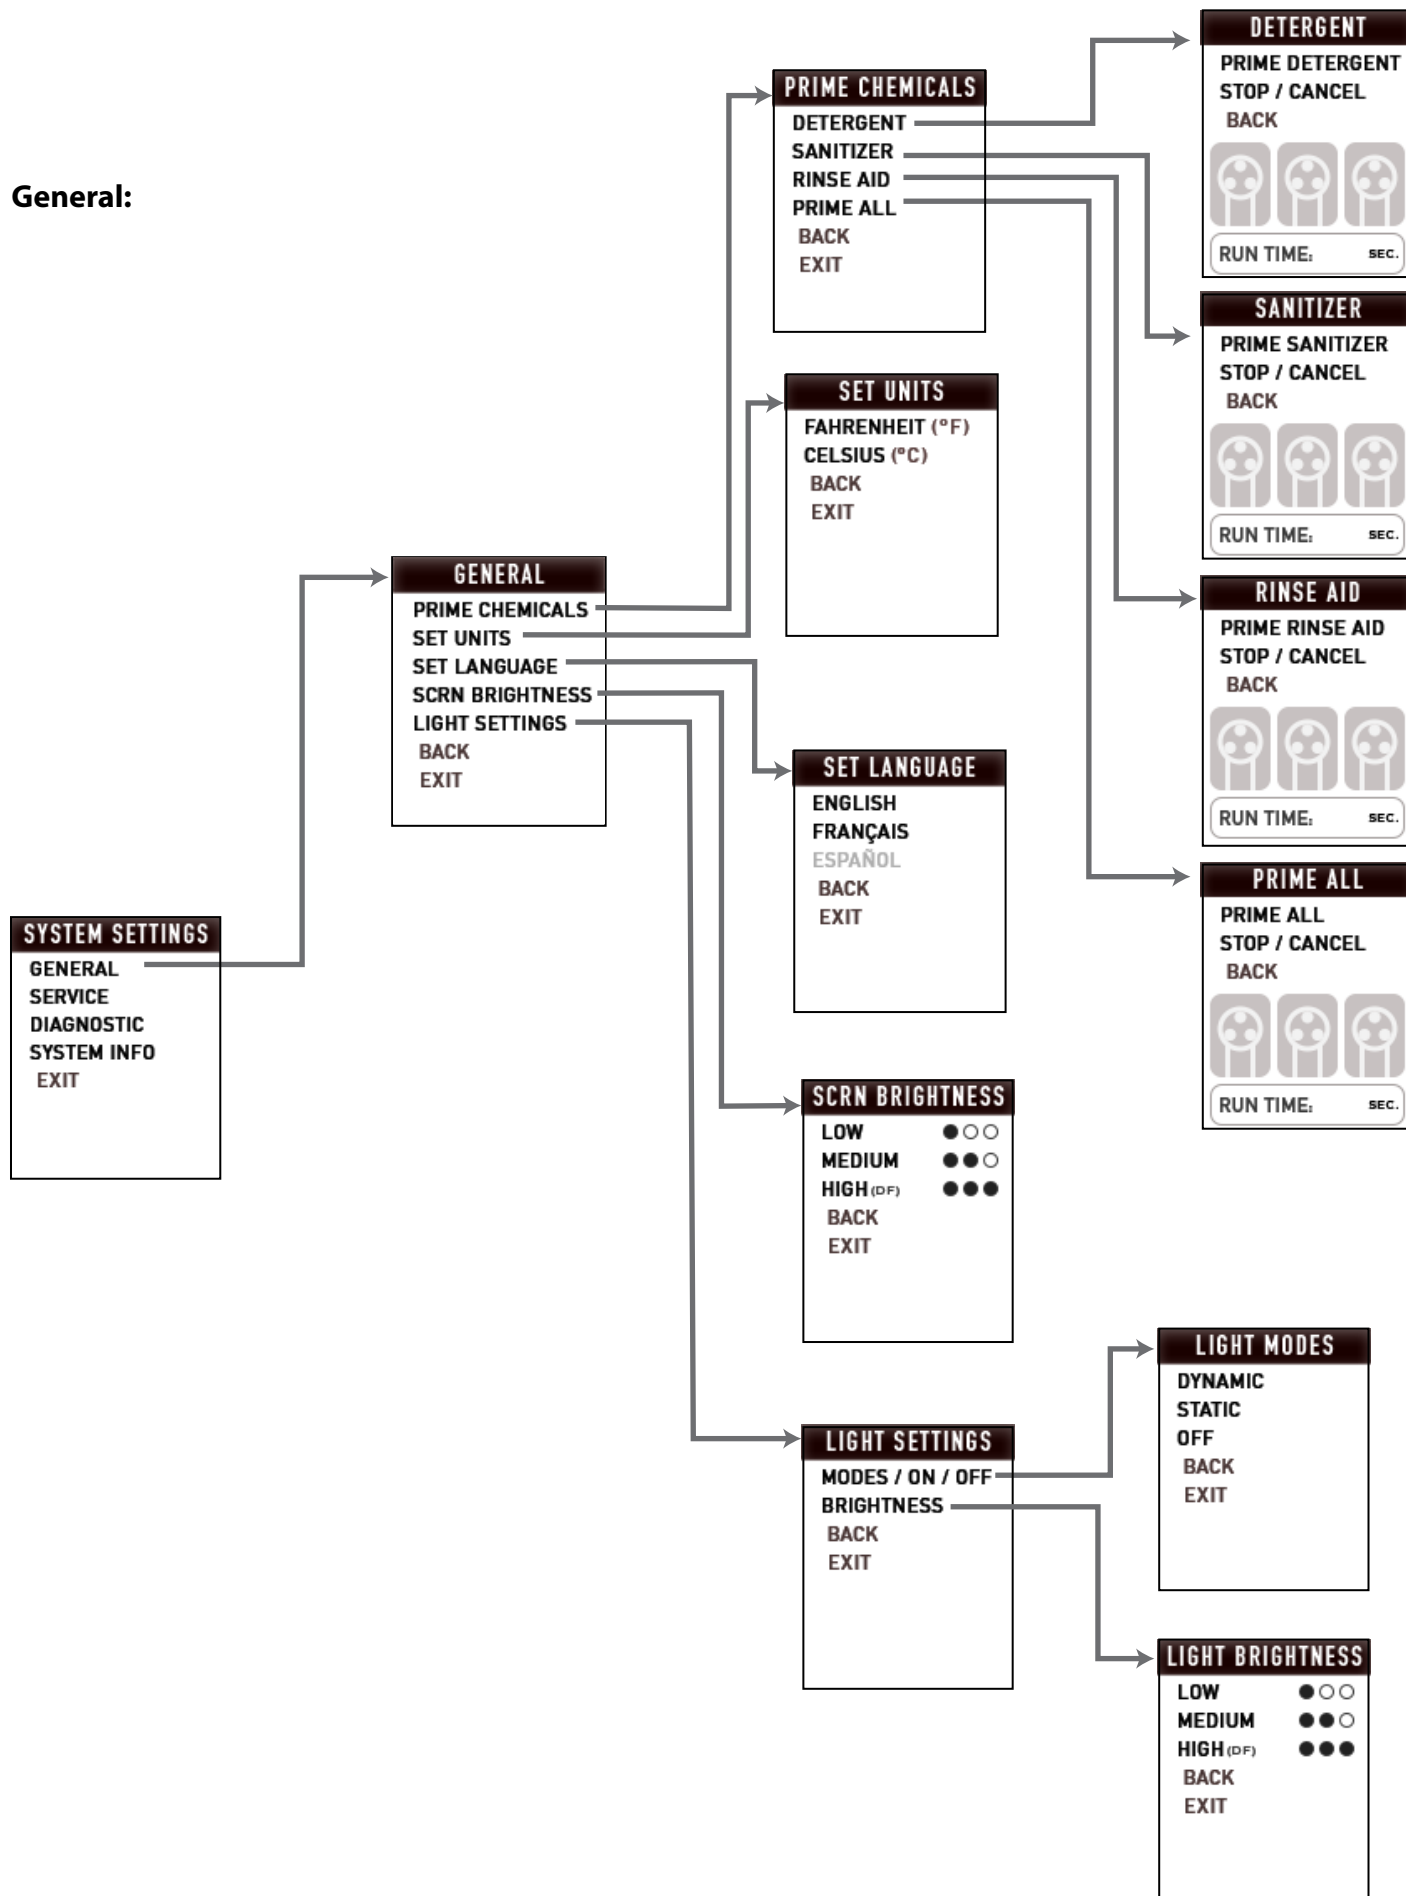 General:
SYSTEM SETTINGS
GENERAL
SERVICE
DIAGNOSTIC
SYSTEM INFO
EXIT
GENERAL
PRIME CHEMICALS
SET UNITS
SET LANGUAGE
SCRN BRIGHTNESS
LIGHT SETTINGS
BACK
EXIT
PRIME CHEMICALS
DETERGENT
SANITIZER
RINSE AID
PRIME ALL
BACK
EXIT
SET UNITS
FAHRENHEIT (°F)
CELSIUS (°C)
BACK
EXIT
SET LANGUAGE
ENGLISH
FRANÇAIS
ESPAÑOL
BACK
EXIT
SCRN BRIGHTNESS
LOW
MEDIUM
HIGH (DF)
BACK
EXIT
LIGHT SETTINGS
MODES / ON / OFF
BRIGHTNESS
BACK
EXIT
DETERGENT
PRIME DETERGENT
STOP / CANCEL
BACK
RUN TIME: SEC.
SANITIZER
PRIME SANITIZER
STOP / CANCEL
BACK
RUN TIME: SEC.
RINSE AID
PRIME RINSE AID
STOP / CANCEL
BACK
RUN TIME: SEC.
PRIME ALL
PRIME ALL
STOP / CANCEL
BACK
RUN TIME: SEC.
LIGHT MODES
DYNAMIC
STATIC
OFF
BACK
EXIT
LIGHT BRIGHTNESS
LOW
MEDIUM
HIGH (DF)
BACK
EXIT